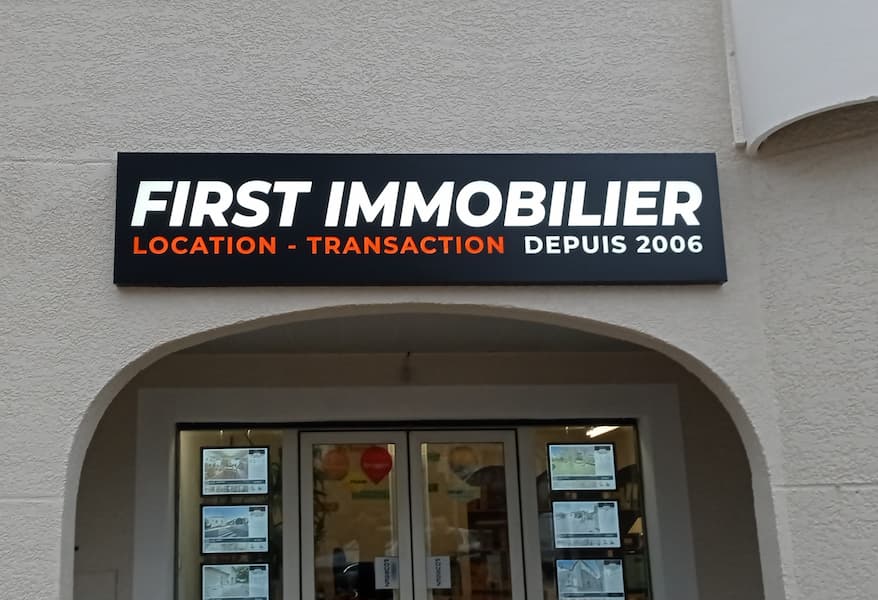 FIRST IMMOBILIER
LOCATION - TRANSACTION DEPUIS 2006